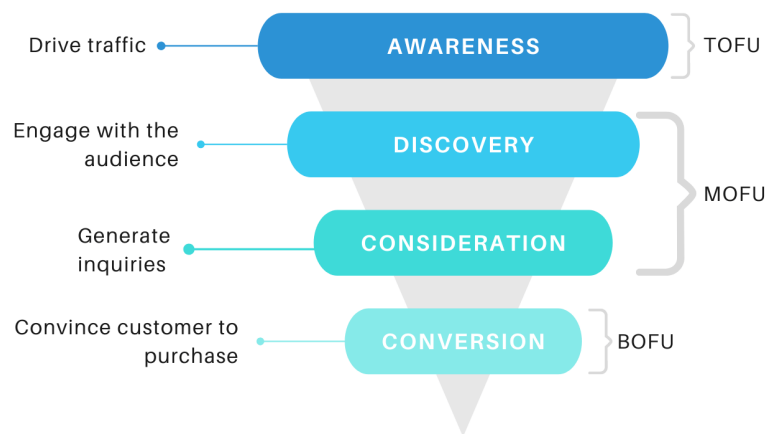 Drive traffic
AWARENESS
TOFU
Engage with the
audience
DISCOVERY
MOFU
Generate
inquiries
CONSIDERATION
Convince customer to
purchase
CONVERSION
BOFU